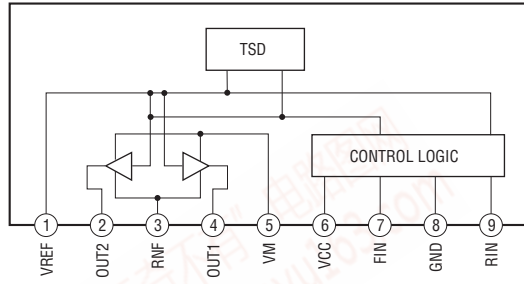 TSD
CONTROL LOGIC
1 2 3 4 5 6 7 8 9
VREF OUT2 RNF OUT1 VM VCC FIN GND RIN